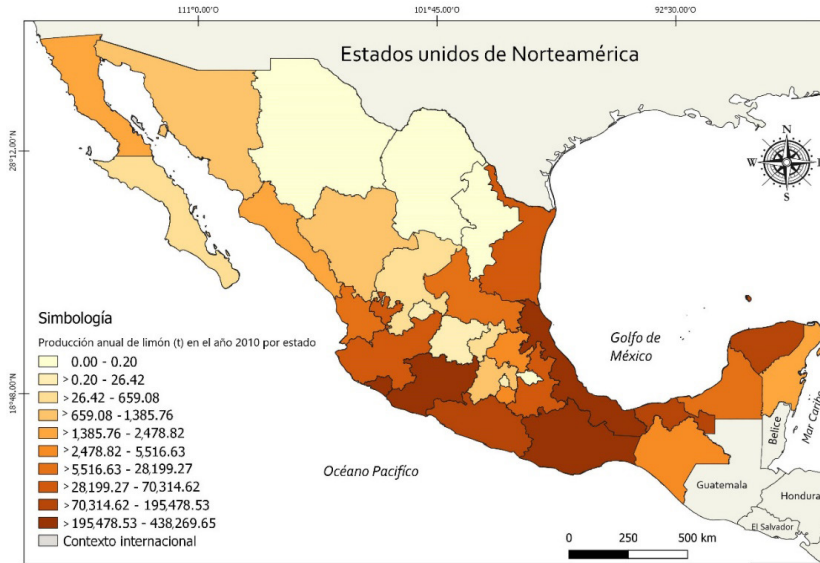 111°0.00'N
101°45.00'N
92°30.00'N
Estados unidos de Norteamérica
28°12.00'N
N
W
E
S
Simbología
Producción anual de limón (t) en el año 2010 por estado
0.00 - 0.20
> 0.20 - 26.42
> 26.42 - 659.08
> 659.08 - 1,385.76
> 1,385.76 - 2,478.82
> 2,478.82 - 5,516.63
> 5,516.63 - 28,199.27
> 28,199.27 - 70,314.62
> 70,314.62 - 195,478.53
> 195,478.53 - 438,269.65
Contexto internacional
18°48.00'N
Golfo de
México
Océano Pacifíco
Mar Caribe
Belice
Guatemala
Hondura
El Salvador
0 250 500 km